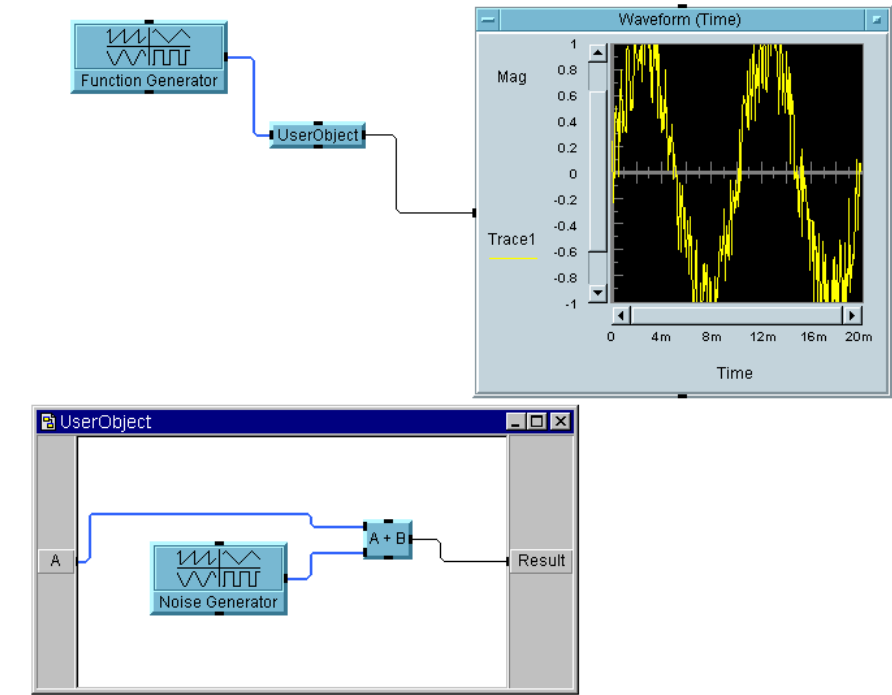 Function Generator
UserObject
Waveform (Time)
Mag
1
0.8
0.6
0.4
0.2
0
-0.2
-0.4
-0.6
-0.8
-1
Trace1
0 4m 8m 12m 16m 20m
Time
UserObject
A
A + B
Noise Generator
Result